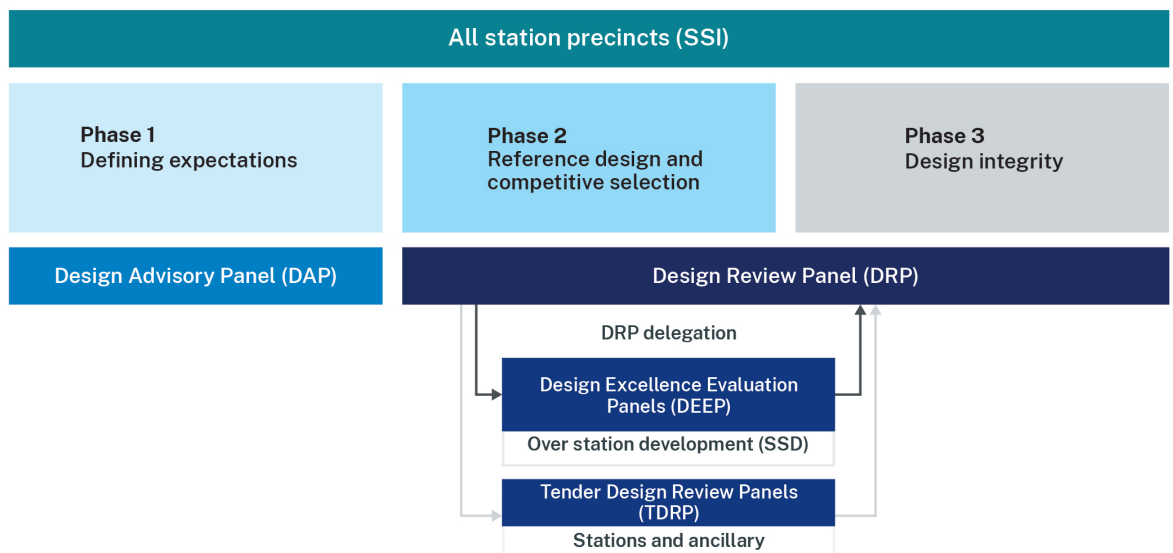 All station precincts (SSI)
Phase 1
Defining expectations
Phase 2
Reference design and
competitive selection
Phase 3
Design integrity
Design Advisory Panel (DAP)
Design Review Panel (DRP)
DRP delegation
Design Excellence Evaluation
Panels (DEEP)
Over station development (SSD)
Tender Design Review Panels
(TDRP)
Stations and ancillary